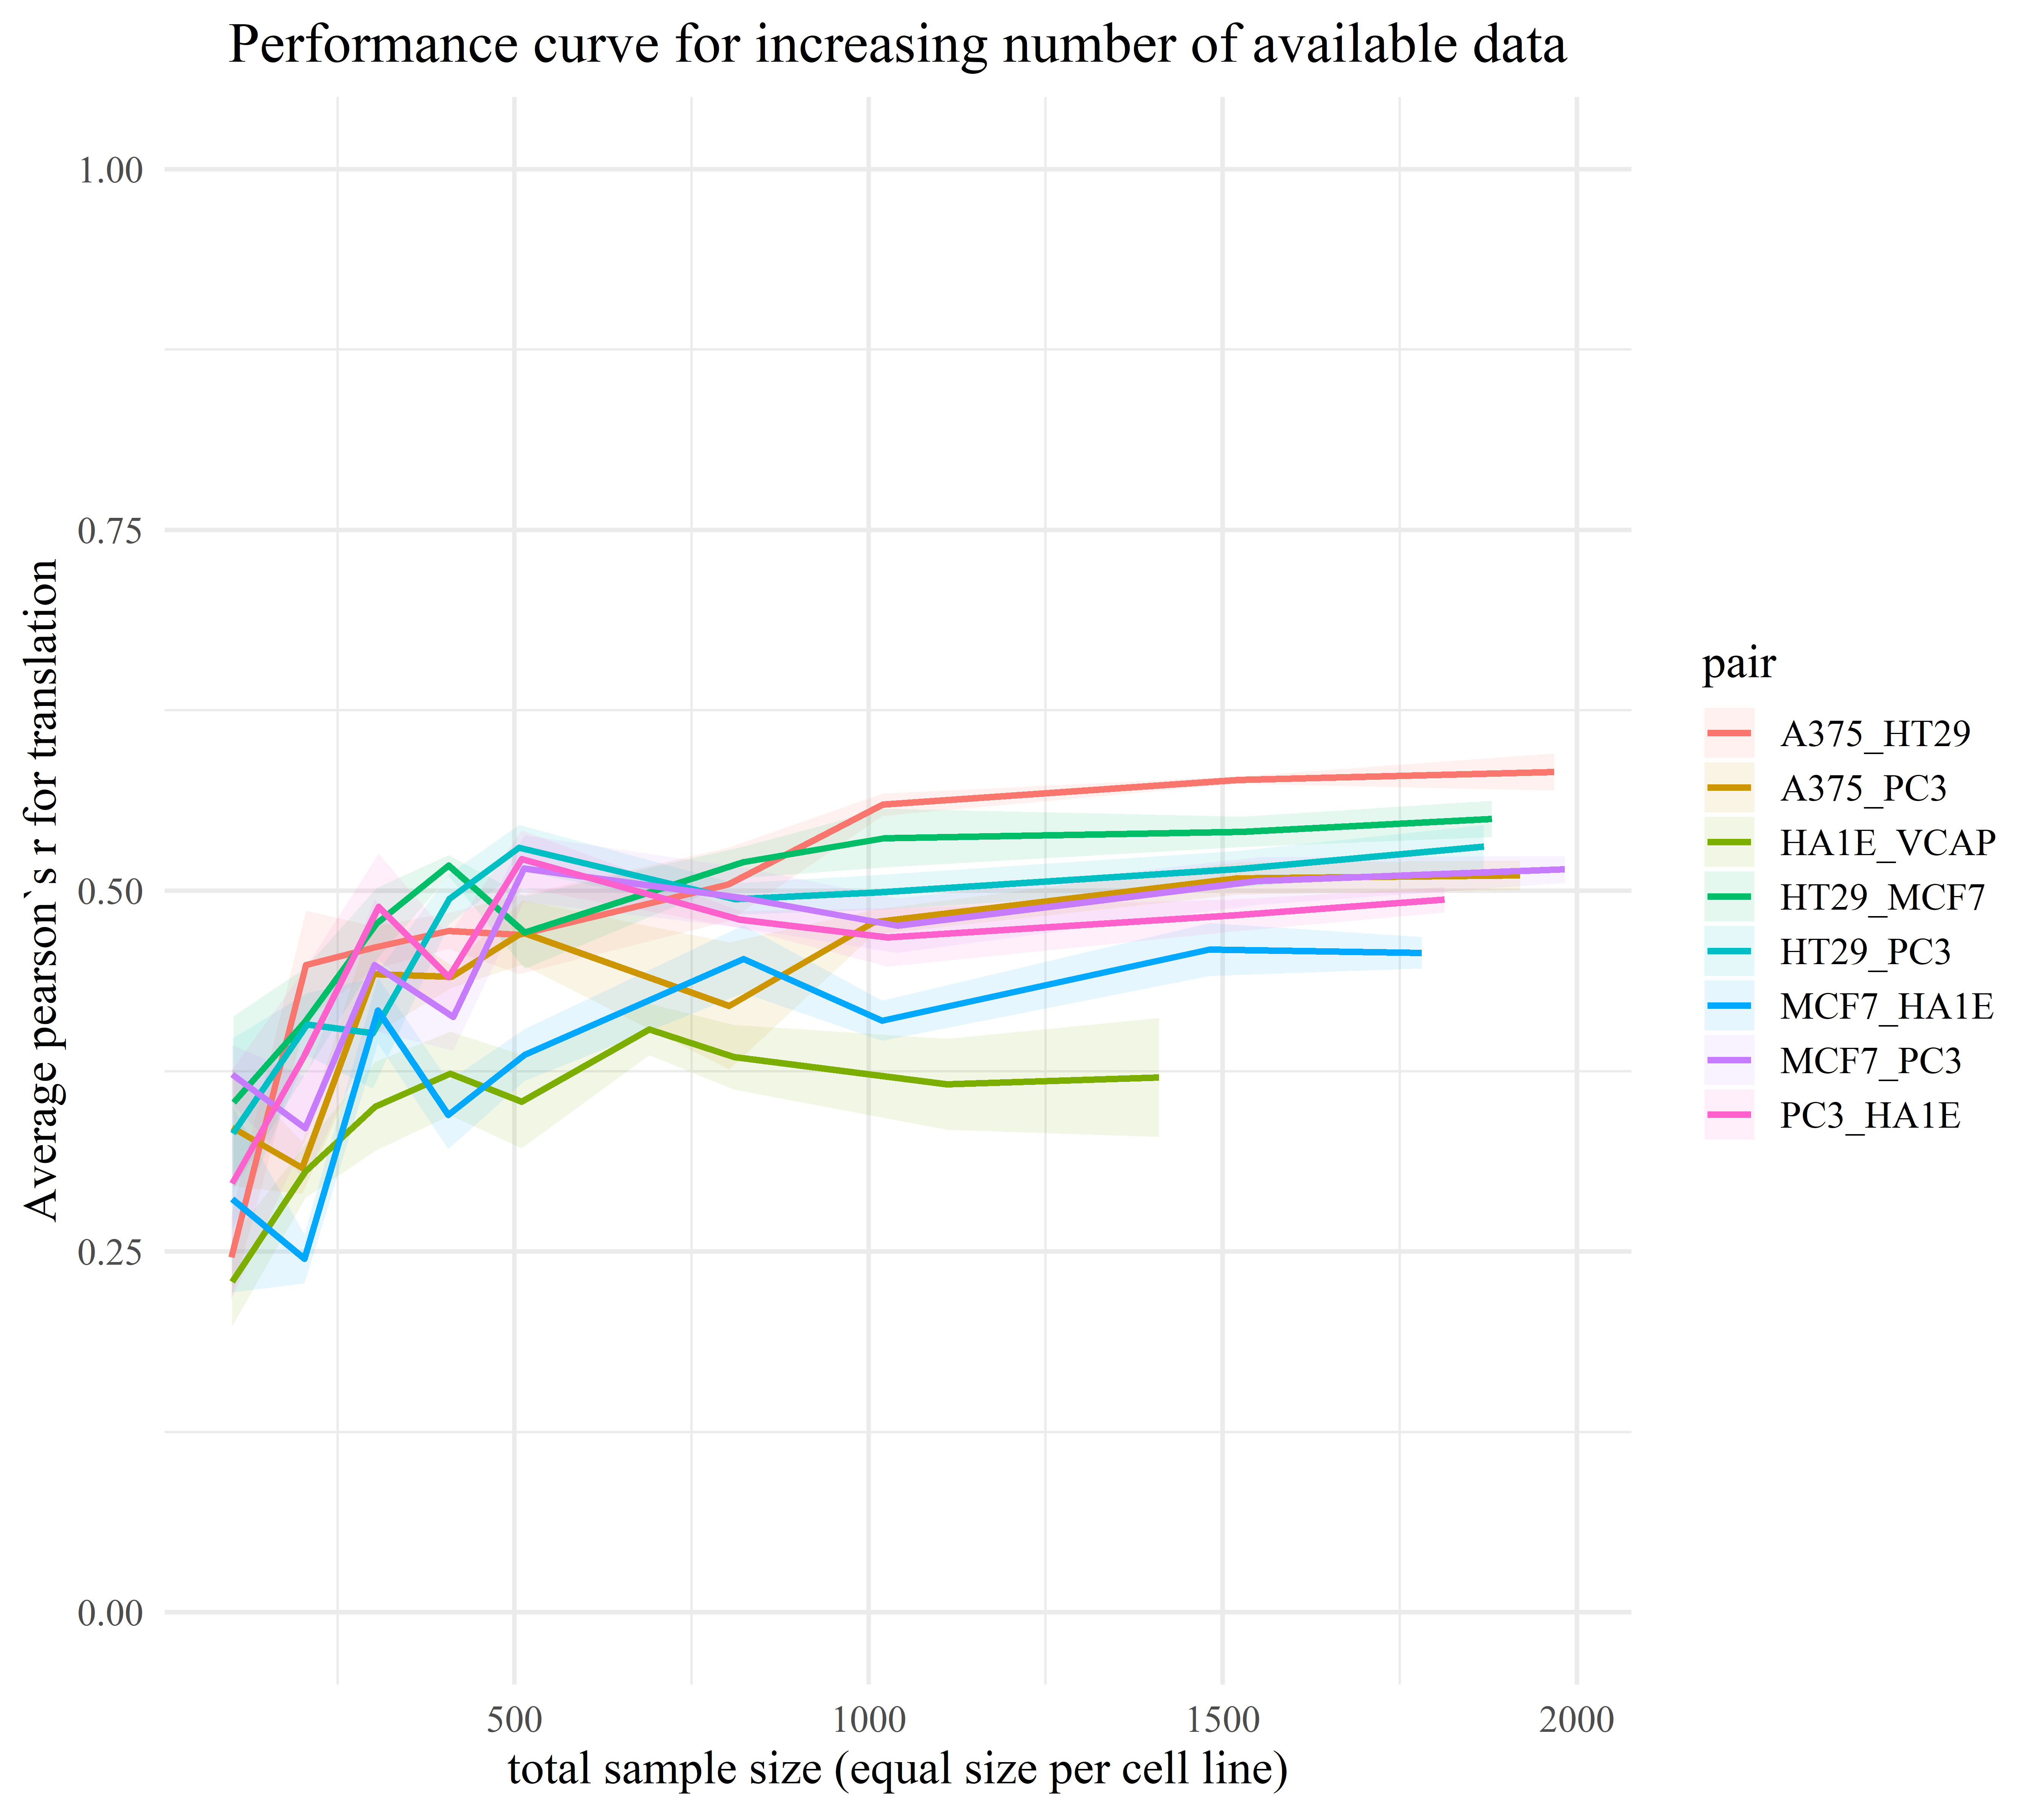 Performance curve for increasing number of available data
Average pearson`s r for translation
1.00
0.75
0.50
0.25
0.00
500
1000
1500
2000
total sample size (equal size per cell line)
pair
A375_HT29
A375_PC3
HA1E_VCAP
HT29_MCF7
HT29_PC3
MCF7_HA1E
MCF7_PC3
PC3_HA1E